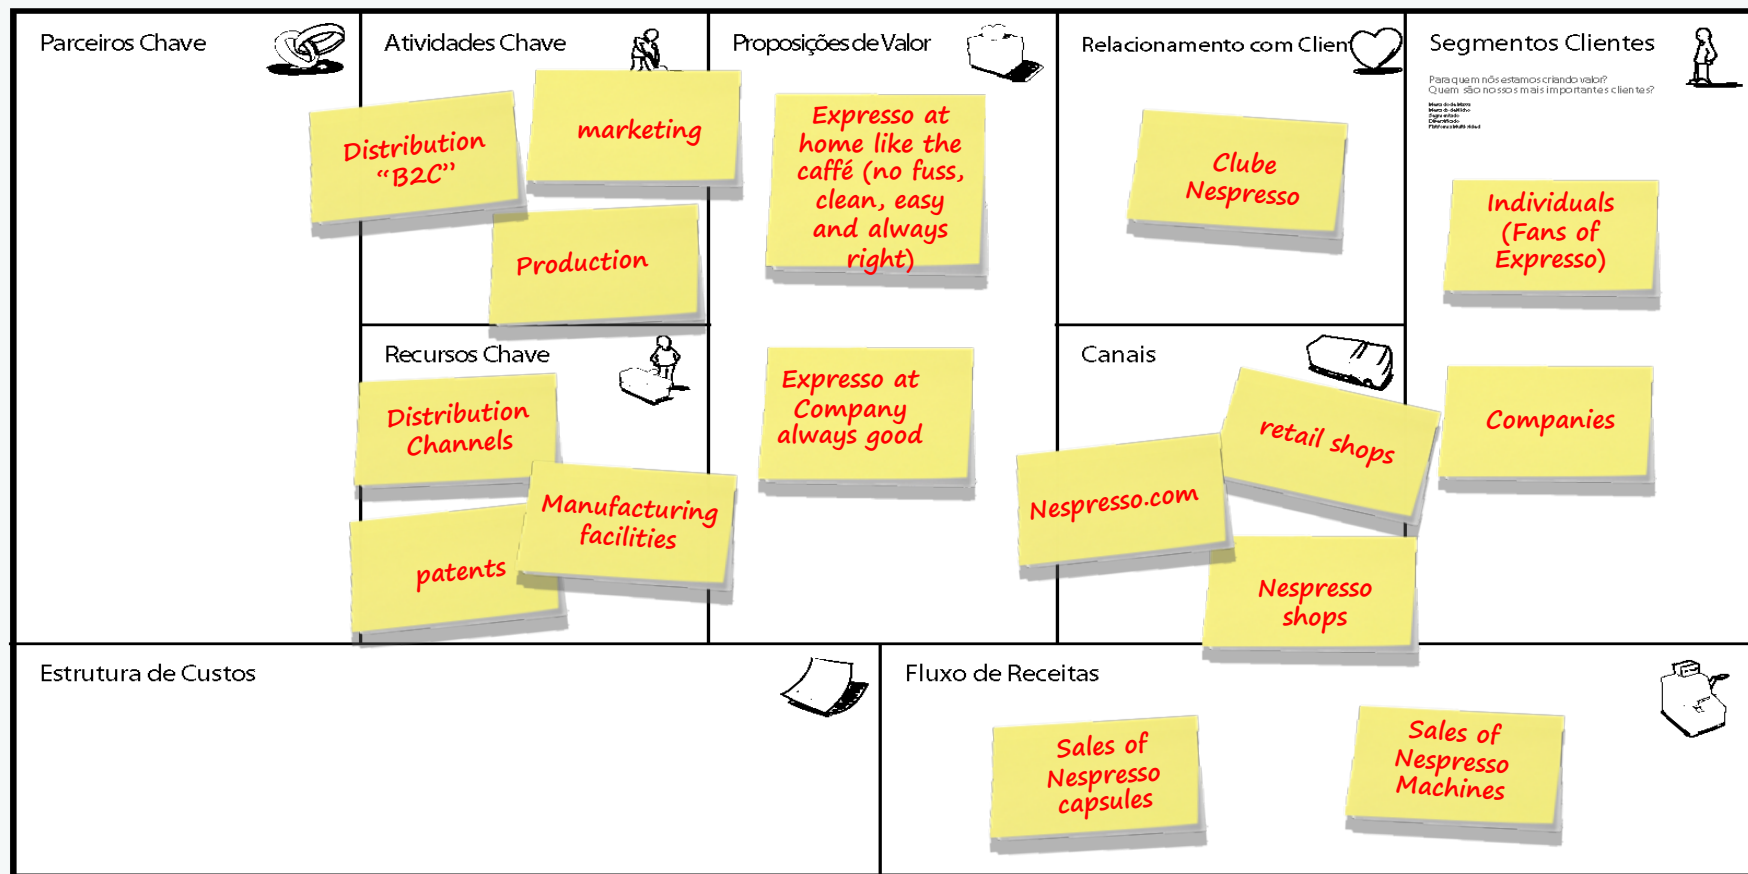 Parceiros Chave
Atividades Chave
Distribution
“B2C”
marketing
Production
Recursos Chave
Distribution
Channels
patents
Manufacturing
facilities
Proposições de Valor
Expresso at
home like the
caffé (no fuss,
clean, easy
and always
right)
Expresso at
Company
always good
Relacionamento com Clien
Clube
Nespresso
Canais
retail shops
Nespresso.com
Nespresso
shops
Segmentos Clientes
Para quem nós estamos criando valor?
Quem são nossos mais importantes clientes?
Individuals
(Fans of
Expresso)
Companies
Estrutura de Custos
Fluxo de Receitas
Sales of
Nespresso
capsules
Sales of
Nespresso
Machines